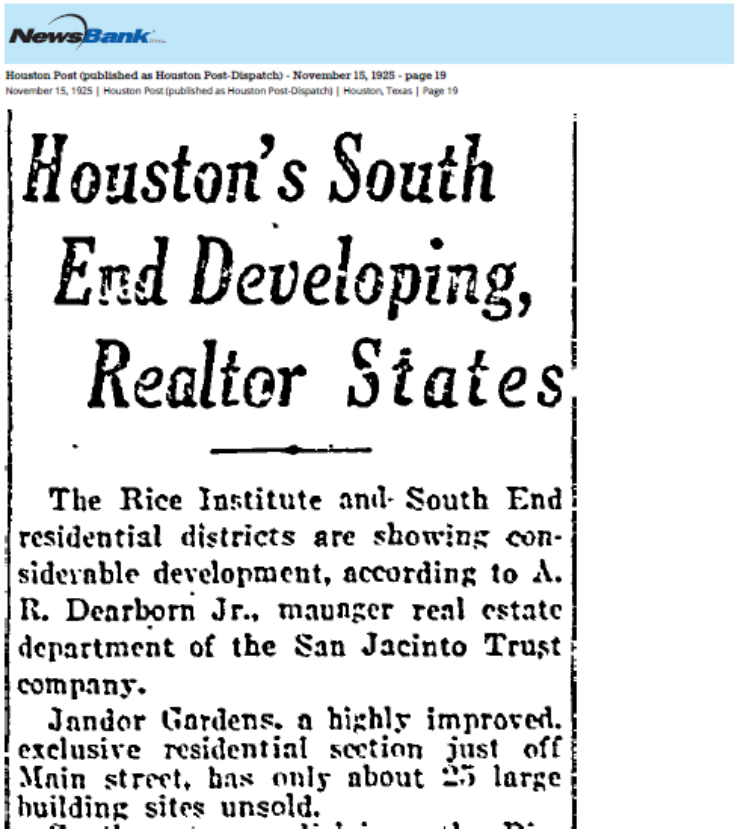 NewsBank
Houston Post (published as Houston Post-Dispatch) - November 15, 1925 - page 19
November 15, 1925 | Houston Post (published as Houston Post-Dispatch) | Houston, Texas | Page 19
Houston's South
End Developing,
Realtor States
The Rice Institute and South End
residential districts are showing con-
siderable development, according to A.
R. Dearborn Jr., manager real estate
department of the San Jacinto Trust
company.
Jandor Gardens, a highly improved,
exclusive residential section just off
Main street, has only about 25 large
building sites unsold.